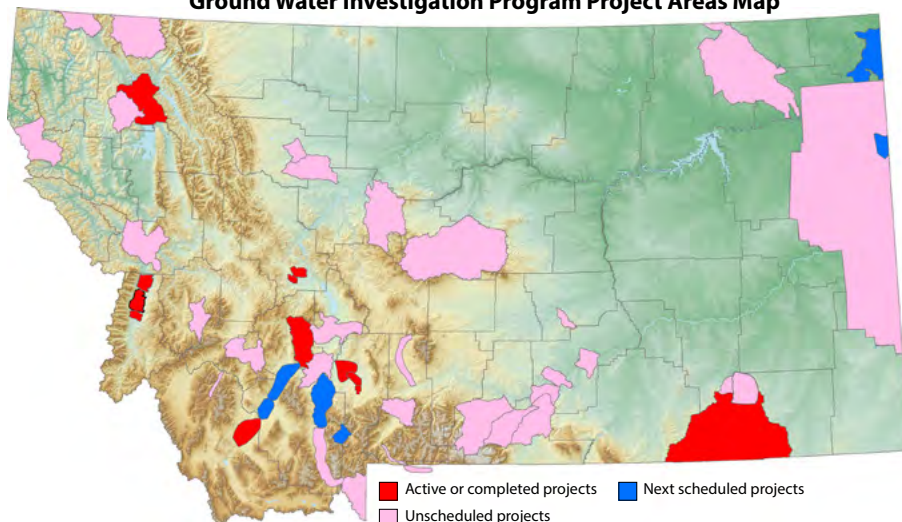 Ground Water Investigation Program Project Areas Map
Active or completed projects
Next scheduled projects
Unscheduled projects